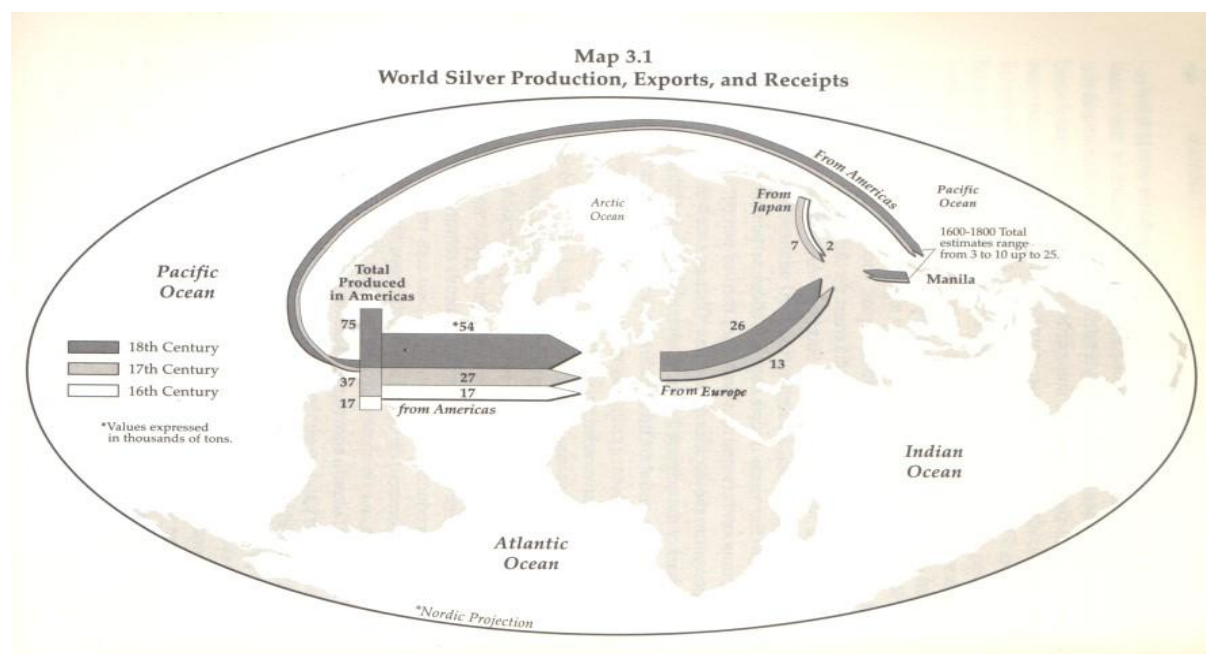 Map 3.1
World Silver Production, Exports, and Receipts
From Americas
Arctic
Ocean
From
Japan
Pacific
Ocean
7
2
1600-1800 Total
estimates range
from 3 to 10 up to 25.
Manila
Pacific
Ocean
Total
Produced
in Americas
75
*54
37
27
17
17
from Americas
26
13
From Europe
18th Century
17th Century
16th Century
*Values expressed
in thousands of tons.
Indian
Ocean
Atlantic
Ocean
*Nordic Projection